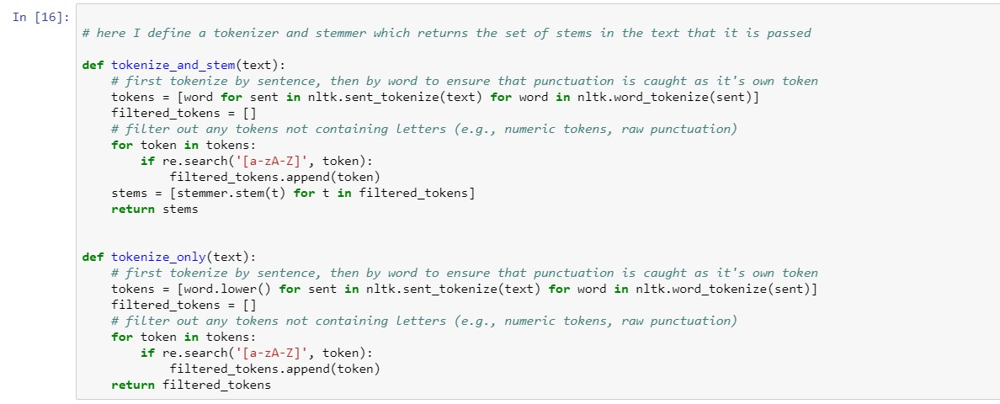 In [16]:
# here I define a tokenizer and stemmer which returns the set of stems in the text that it is passed
def tokenize_and_stem(text):
    # first tokenize by sentence, then by word to ensure that punctuation is caught as it's own token
    tokens = [word for sent in nltk.sent_tokenize(text) for word in nltk.word_tokenize(sent)]
    filtered_tokens = []
    # filter out any tokens not containing letters (e.g., numeric tokens, raw punctuation)
    for token in tokens:
        if re.search('[a-zA-Z]', token):
            filtered_tokens.append(token)
    stems = [stemmer.stem(t) for t in filtered_tokens]
    return stems
def tokenize_only(text):
    # first tokenize by sentence, then by word to ensure that punctuation is caught as it's own token
    tokens = [word.lower() for sent in nltk.sent_tokenize(text) for word in nltk.word_tokenize(sent)]
    filtered_tokens = []
    # filter out any tokens not containing letters (e.g., numeric tokens, raw punctuation)
    for token in tokens:
        if re.search('[a-zA-Z]', token):
            filtered_tokens.append(token)
    return filtered_tokens